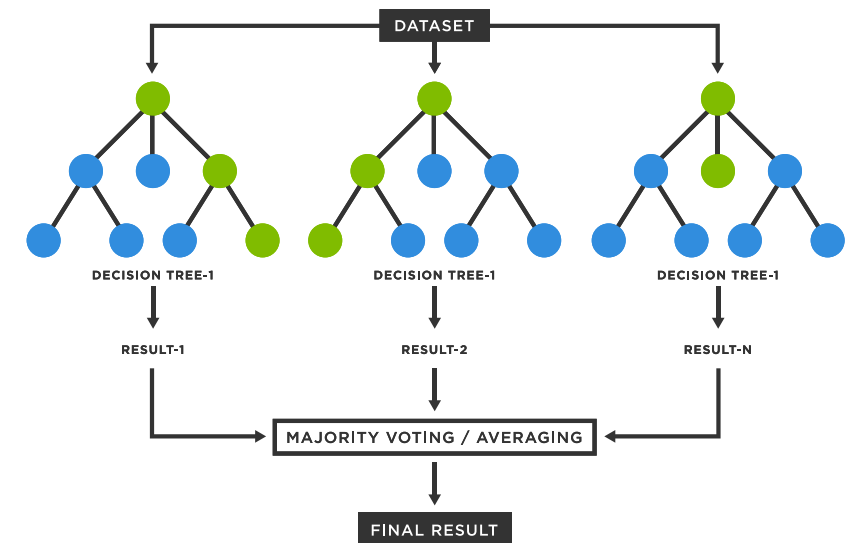 DATASET
DECISION TREE-1
DECISION TREE-1
DECISION TREE-1
RESULT-1
RESULT-2
RESULT-N
MAJORITY VOTING / AVERAGING
FINAL RESULT